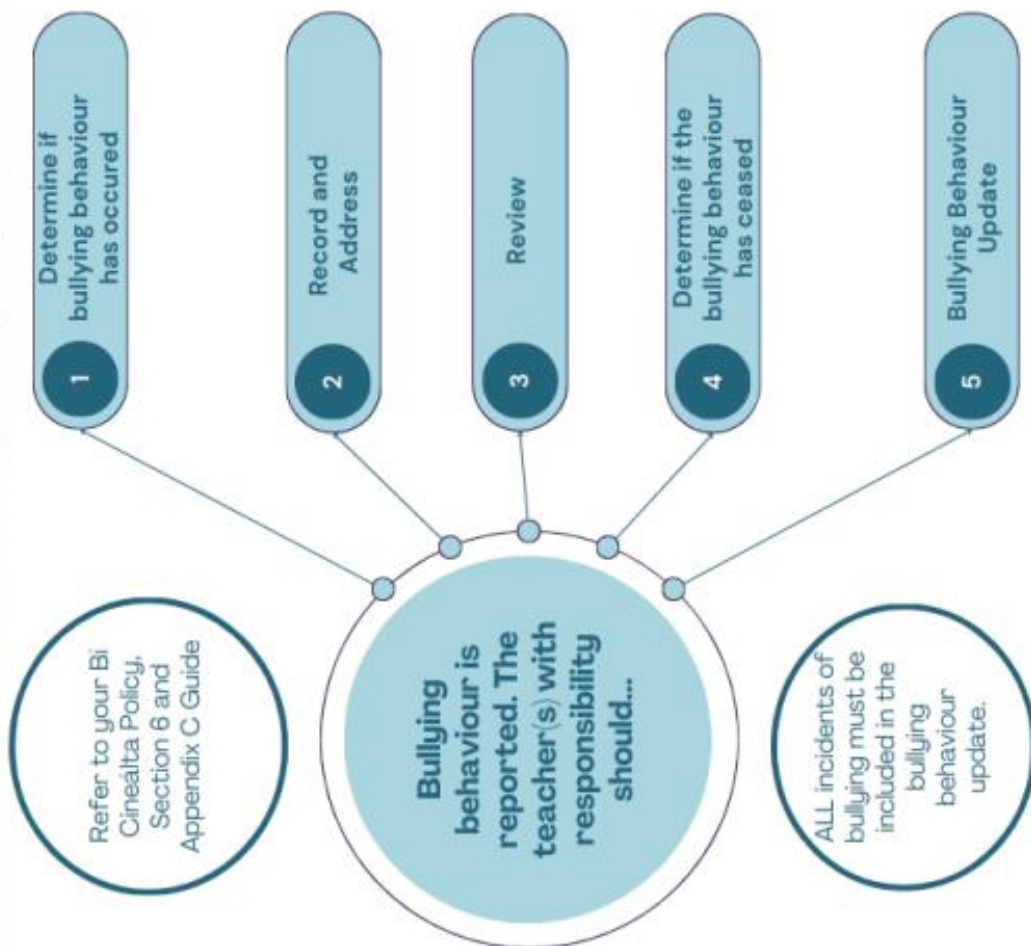 Refer to your Bi
Cinéalta Policy,
Section 6 and
Appendix C Guide
Bullying
behaviour is
reported. The
teacher(s) with
responsibility
should...
ALL incidents of
bullying must be
included in the
bullying
behaviour
update.
1
Determine if
bullying behaviour
has occured
2
Record and
Address
3
Review
4
Determine if the
bullying behaviour
has ceased
5
Bullying Behaviour
Update